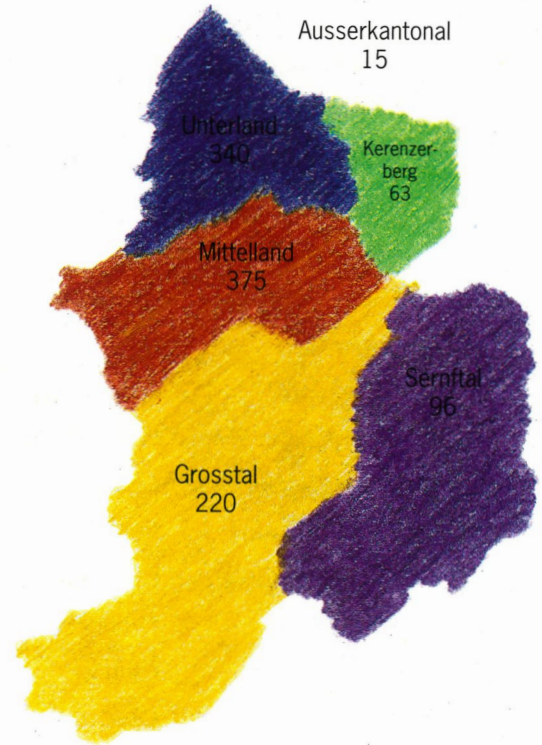 Ausserkantonal
15
Unterland
340
Kerenzer-
berg
63
Mittelland
375
Sernftal
96
Grosstal
220